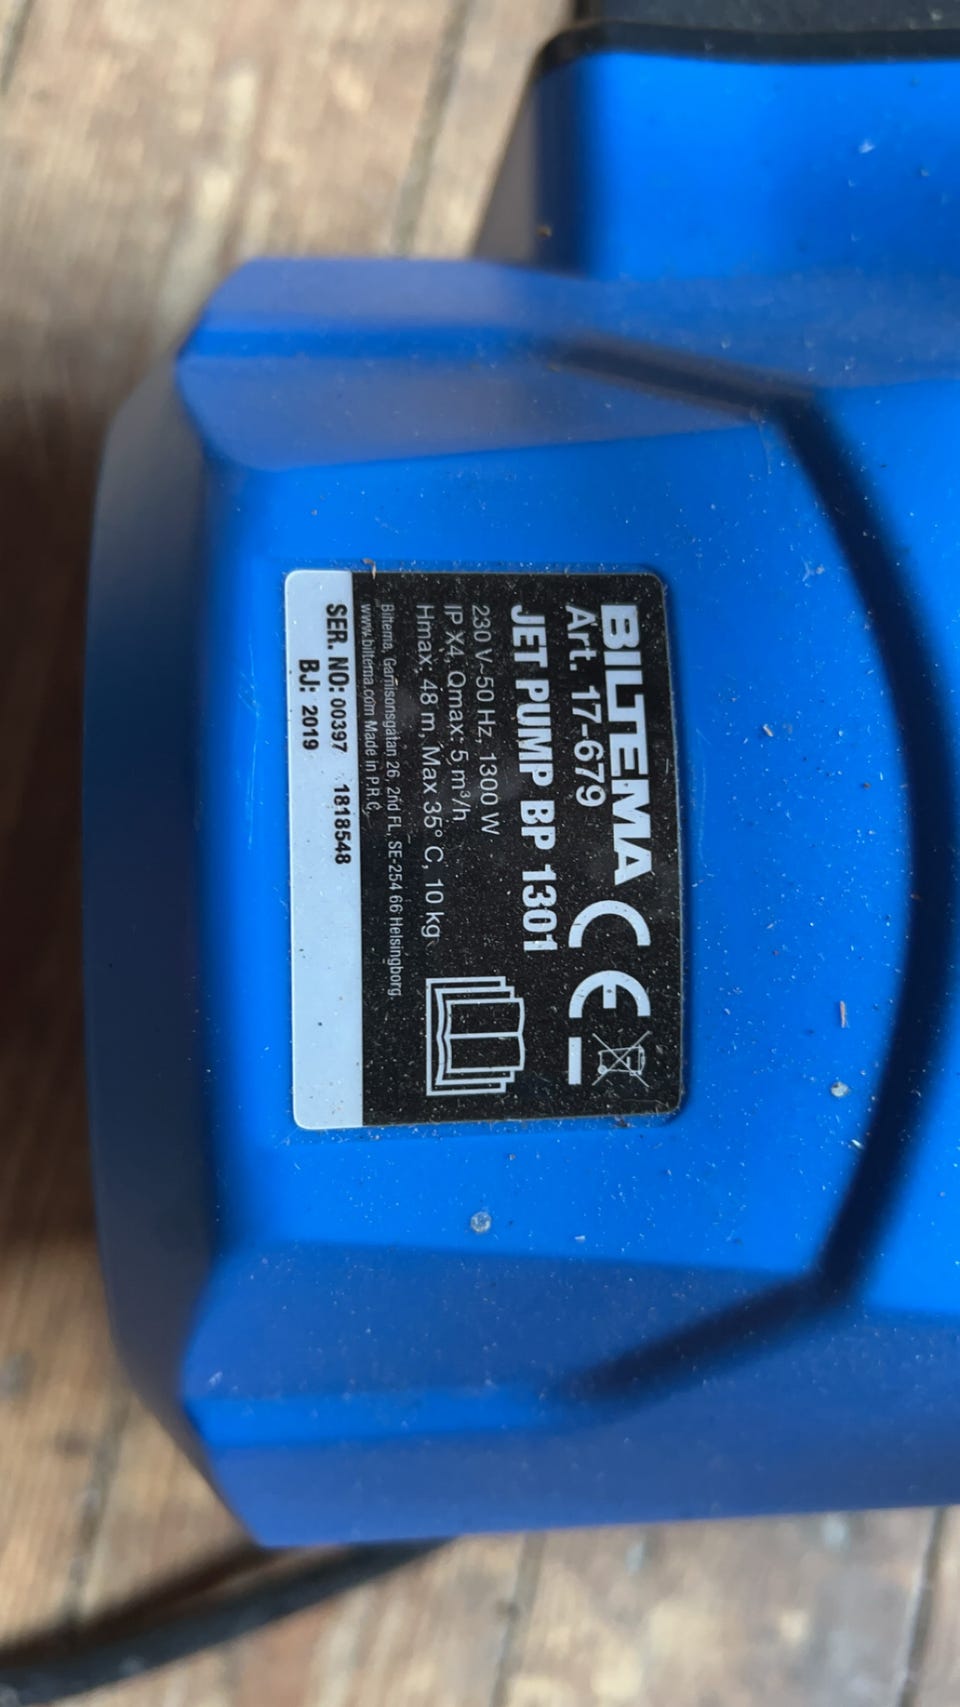 BILTEMA CE
Art. 17-679
JET PUMP BP 1301
230 V~50 Hz, 1300 W
IP X4, Qmax: 5 m³/h
Hmax: 48 m, Max 35° C, 10 kg
Biltema, Garnisonsgatan 26, 2nd FL, SE-254 66 Helsingborg
www.biltema.com Made in P.R.C.
SER. NO: 00397 1818548
BJ: 2019